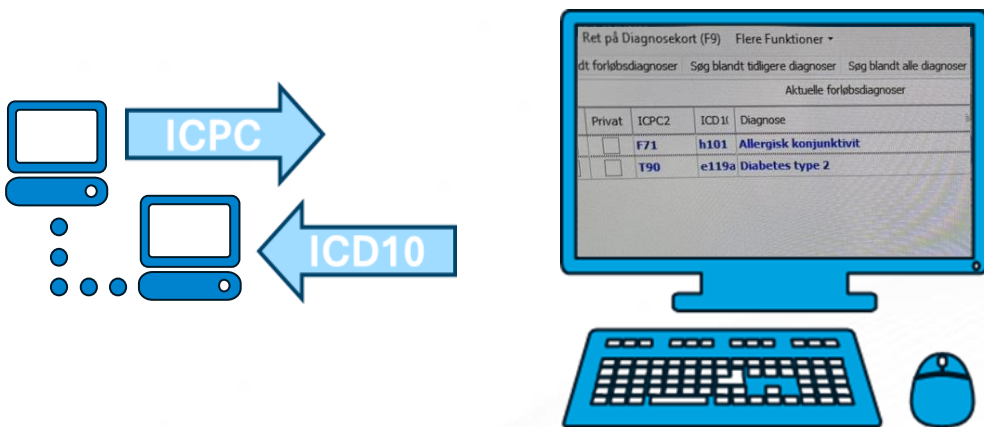 ICPC
ICD10
Ret på Diagnosekort (F9) Flere Funktioner
dt forløbsdiagnoser Søg blandt tidligere diagnoser Søg blandt alle diagnoser
Aktuelle forløbsdiagnoser
Privat ICPC2 ICD10 Diagnose
F71 h101 Allergisk konjunktivit
T90 e119a Diabetes type 2